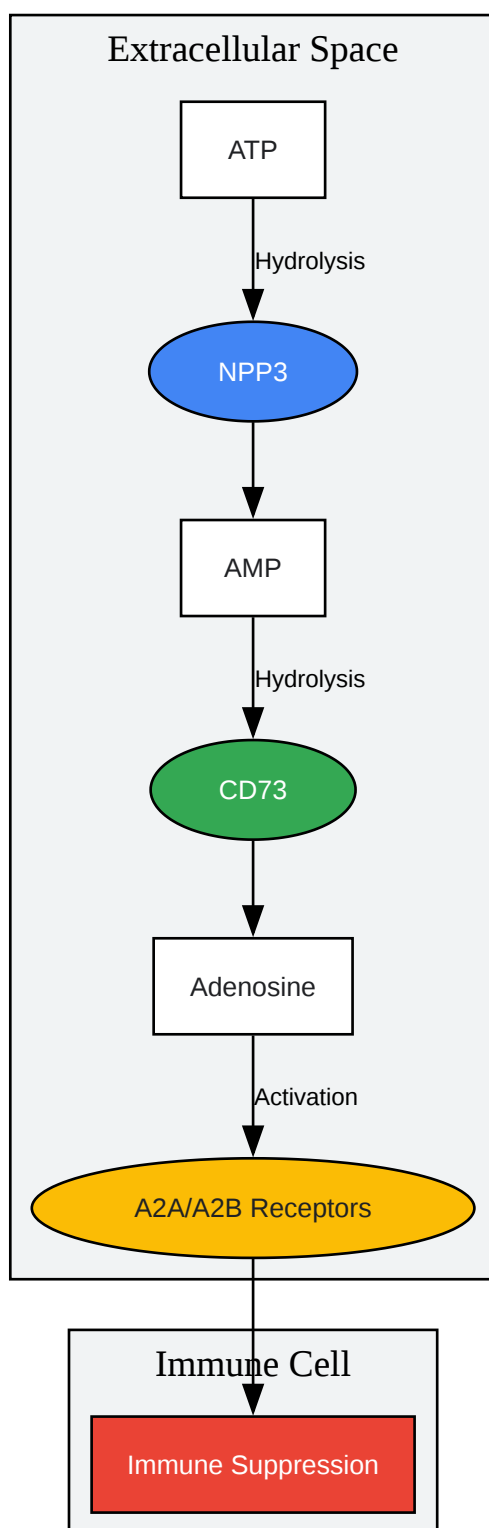 Extracellular Space
ATP
Hydrolysis
NPP3
AMP
Hydrolysis
CD73
Adenosine
Activation
A2A/A2B Receptors
Immune Cell
Immune Suppression